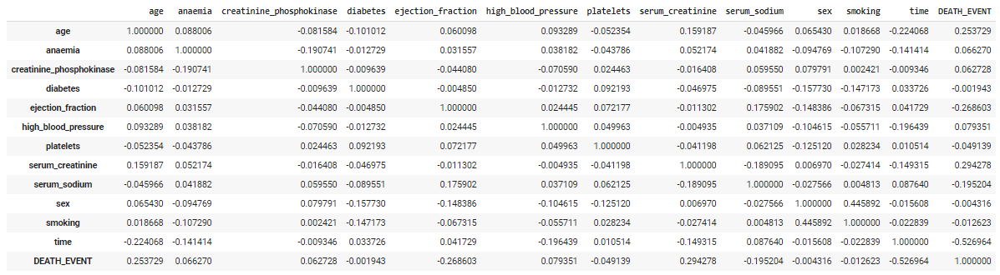 age anaemia creatinine_phosphokinase diabetes ejection_fraction high_blood_pressure platelets serum_creatinine serum_sodium sex smoking time DEATH_EVENT
age 1.000000 0.088006 -0.081584 -0.101012 0.060098 0.093289 -0.052354 0.159187 -0.045966 0.065430 0.018668 -0.224068 0.253729
anaemia 0.088006 1.000000 -0.190741 -0.012729 0.031557 0.038182 -0.043786 0.052174 0.041882 -0.094769 -0.107290 -0.141414 0.066270
creatinine_phosphokinase -0.081584 -0.190741 1.000000 -0.009639 -0.044080 -0.070590 0.024463 -0.016408 0.059550 0.079791 0.002421 -0.009346 0.062728
diabetes -0.101012 -0.012729 -0.009639 1.000000 -0.004850 -0.012732 0.092193 -0.046975 -0.089551 -0.157730 -0.147173 0.033726 -0.001943
ejection_fraction 0.060098 0.031557 -0.044080 -0.004850 1.000000 0.024445 0.072177 -0.011302 0.175902 -0.148386 -0.067315 0.041729 -0.268603
high_blood_pressure 0.093289 0.038182 -0.070590 -0.012732 0.024445 1.000000 0.049963 -0.004935 0.037109 -0.104615 -0.055711 -0.196439 0.079351
platelets -0.052354 -0.043786 0.024463 0.092193 0.072177 0.049963 1.000000 -0.041198 0.062125 -0.125120 0.028234 0.010514 -0.049139
serum_creatinine 0.159187 0.052174 -0.016408 -0.046975 -0.011302 -0.004935 -0.041198 1.000000 -0.189095 0.006970 -0.027414 -0.149315 0.294278
serum_sodium -0.045966 0.041882 0.059550 -0.089551 0.175902 0.037109 0.062125 -0.189095 1.000000 -0.027566 0.004813 0.087640 -0.195204
sex 0.065430 -0.094769 0.079791 -0.157730 -0.148386 -0.104615 -0.125120 0.006970 -0.027566 1.000000 0.445892 -0.015608 -0.004316
smoking 0.018668 -0.107290 0.002421 -0.147173 -0.067315 -0.055711 0.028234 -0.027414 0.004813 0.445892 1.000000 -0.022839 -0.012623
time -0.224068 -0.141414 -0.009346 0.033726 0.041729 -0.196439 0.010514 -0.149315 0.087640 -0.015608 -0.022839 1.000000 -0.526964
DEATH_EVENT 0.253729 0.066270 0.062728 -0.001943 -0.268603 0.079351 -0.049139 0.294278 -0.195204 -0.004316 -0.012623 -0.526964 1.000000